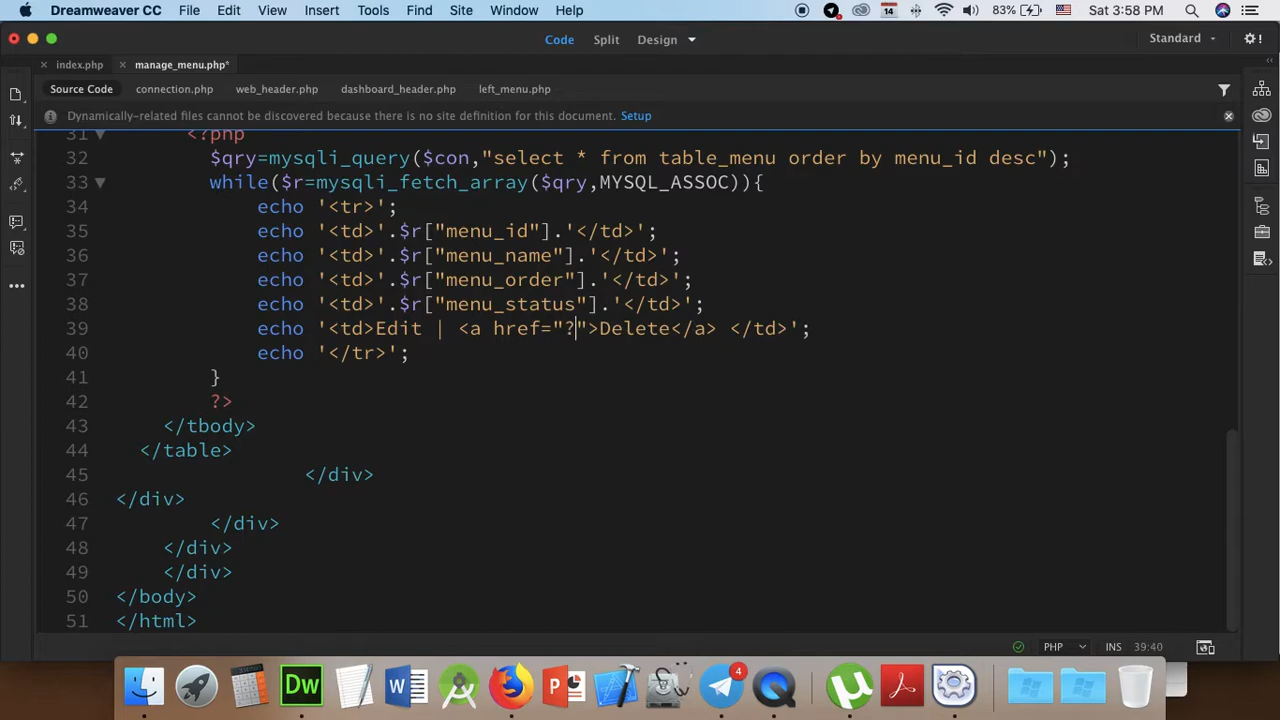 Dreamweaver CC File Edit View Insert Tools Find Site Window Help 14 83% Sat 3:58 PM
Code Split Design Standard
index.php manage_menu.php*
Source Code connection.php web_header.php dashboard_header.php left_menu.php
Dynamically-related files cannot be discovered because there is no site definition for this document. Setup
31 <?php
32 $qry=mysqli_query($con,"select * from table_menu order by menu_id desc");
33 while($r=mysqli_fetch_array($qry,MYSQL_ASSOC)){
34 echo '<tr>';
35 echo '<td>'.$r["menu_id"].'</td>';
36 echo '<td>'.$r["menu_name"].'</td>';
37 echo '<td>'.$r["menu_order"].'</td>';
38 echo '<td>'.$r["menu_status"].'</td>';
39 echo '<td>Edit | <a href="?">Delete</a> </td>';
40 echo '</tr>';
41 }
42 ?>
43 </tbody>
44 </table>
45 </div>
46 </div>
47 </div>
48 </div>
49 </div>
50 </body>
51 </html>
PHP INS 39:40
Dw W P 4